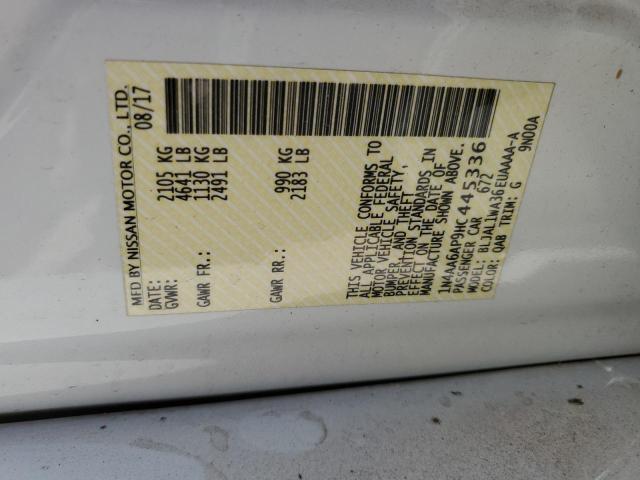 MFD BY NISSAN MOTOR CO., LTD.
DATE: 08/17
GVWR: 2105 KG
4641 LB
GAWR FR: 1130 KG
2491 LB
GAWR RR: 990 KG
2183 LB
THIS VEHICLE CONFORMS TO
ALL APPLICABLE FEDERAL
MOTOR VEHICLE SAFETY,
BUMPER, AND THEFT
PREVENTION STANDARDS IN
EFFECT ON THE DATE OF
MANUFACTURE SHOWN ABOVE.
1N4AA6AP9HC445336
PASSENGER CAR 672
MODEL: BLJALJWA36EUAAAA-A
COLOR: QAB TRIM: G 9N00A